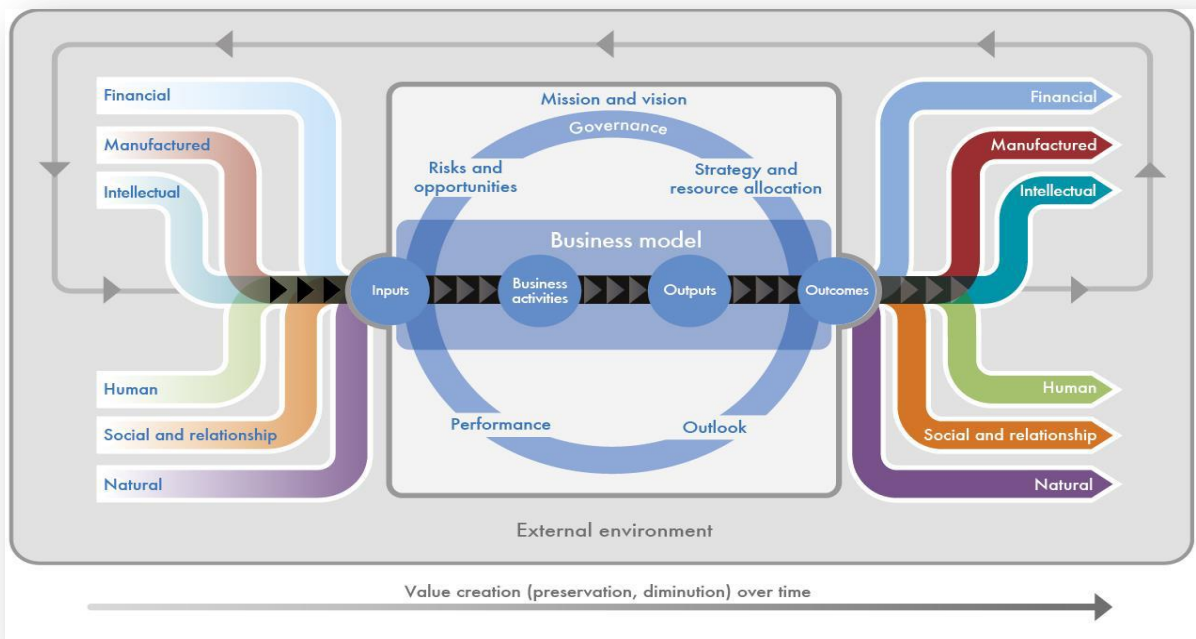 Financial
Manufactured
Intellectual
Human
Social and relationship
Natural
Mission and vision
Governance
Risks and
opportunities
Strategy and
resource allocation
Business model
Inputs
Business
activities
Outputs
Outcomes
Performance
Outlook
Financial
Manufactured
Intellectual
Human
Social and relationship
Natural
External environment
Value creation (preservation, diminution) over time